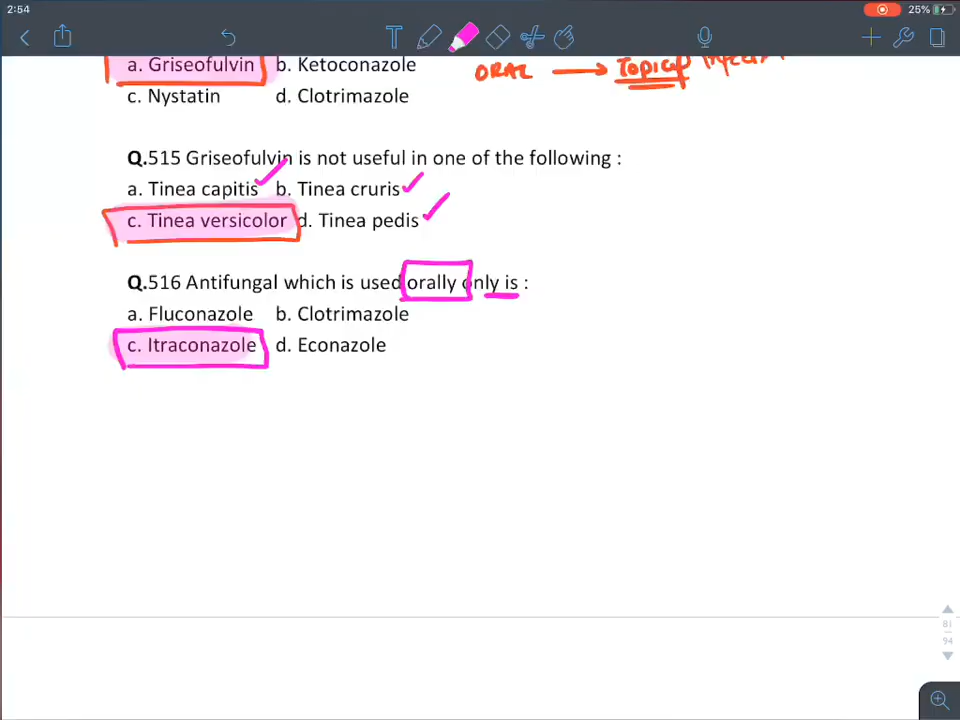 2:54
25%
T
a. Griseofulvin b. Ketoconazole
ORAL → Topical
c. Nystatin d. Clotrimazole
Q.515 Griseofulvin is not useful in one of the following :
a. Tinea capitis b. Tinea cruris
c. Tinea versicolor d. Tinea pedis
Q.516 Antifungal which is used orally only is :
a. Fluconazole b. Clotrimazole
c. Itraconazole d. Econazole
81
94